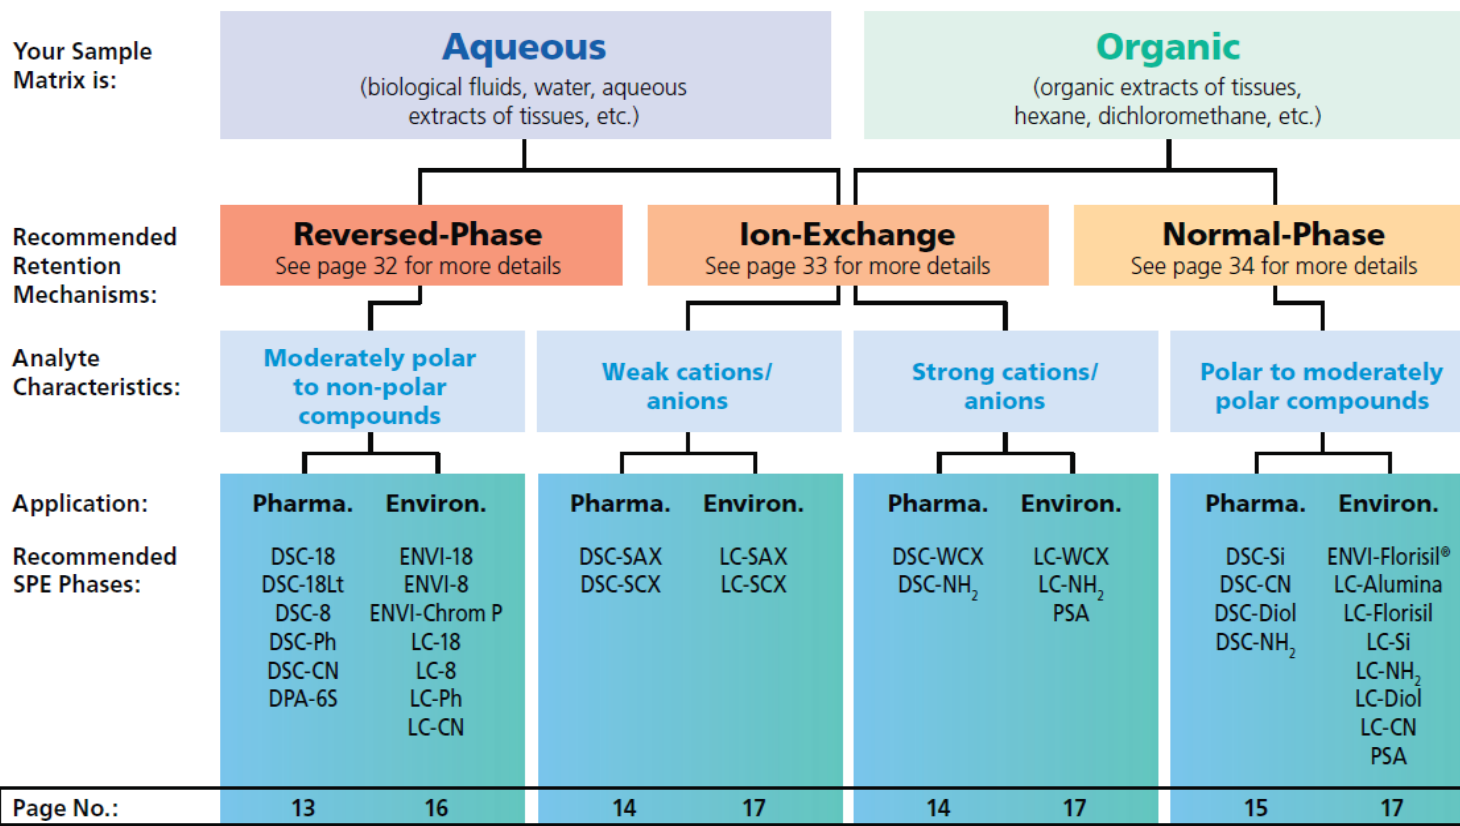 Your Sample
Matrix is:
Aqueous
(biological fluids, water, aqueous
extracts of tissues, etc.)
Organic
(organic extracts of tissues,
hexane, dichloromethane, etc.)
Recommended
Retention
Mechanisms:
Reversed-Phase
See page 32 for more details
Ion-Exchange
See page 33 for more details
Normal-Phase
See page 34 for more details
Analyte
Characteristics:
Moderately polar
to non-polar
compounds
Weak cations/
anions
Strong cations/
anions
Polar to moderately
polar compounds
Application:
Pharma. Environ. Pharma. Environ. Pharma. Environ. Pharma. Environ.
Recommended
SPE Phases:
DSC-18
DSC-18Lt
DSC-8
DSC-Ph
DSC-CN
DPA-6S
ENVI-18
ENVI-8
ENVI-Chrom P
LC-18
LC-8
LC-Ph
LC-CN
DSC-SAX
DSC-SCX
LC-SAX
LC-SCX
DSC-WCX
DSC-NH₂
LC-WCX
LC-NH₂
PSA
DSC-Si
DSC-CN
DSC-Diol
DSC-NH₂
ENVI-Florisil®
LC-Alumina
LC-Florisil
LC-Si
LC-NH₂
LC-Diol
LC-CN
PSA
Page No.: 13 16 14 17 14 17 15 17